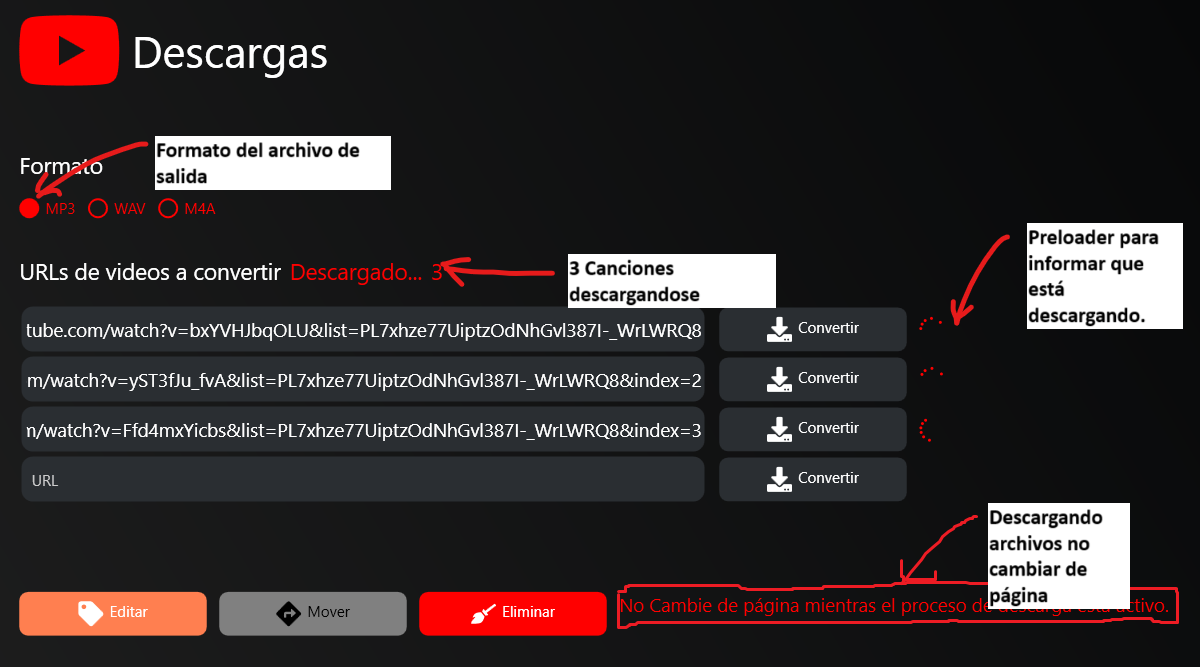 Descargas
Formato del archivo de
salida
Formato
MP3 WAV M4A
Preloader para
informar que
está
descargando.
URLs de videos a convertir Descargado... 3
3 Canciones
descargandose
tube.com/watch?v=bxYVHJbqOLU&list=PL7xhze77UiptzOdNhGvl387I-_WrLWRQ8 Convertir
m/watch?v=yST3fJu_fvA&list=PL7xhze77UiptzOdNhGvl387I-_WrLWRQ8&index=2 Convertir
n/watch?v=Ffd4mxYicbs&list=PL7xhze77UiptzOdNhGvl387I-_WrLWRQ8&index=3 Convertir
URL Convertir
Descargando
archivos no
cambiar de
página
Editar Mover Eliminar No Cambie de página mientras el proceso de descarga está activo.